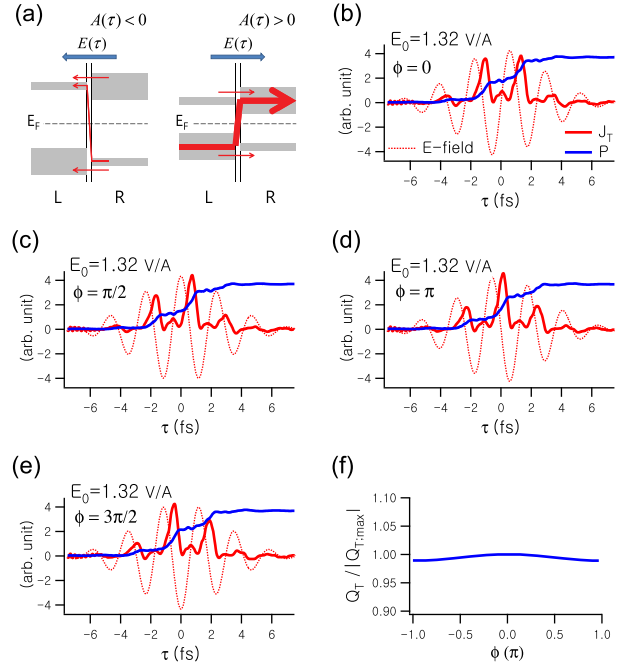 (a)
A(τ) < 0
A(τ) > 0
E(τ)
E(τ)
E_F
E_F
L R
L R
(b)
E₀=1.32 V/A
ϕ = 0
(arb. unit)
4
2
0
-2
-4
E-field
J_T
P
-6 -4 -2 0 2 4 6
τ (fs)
(c)
E₀=1.32 V/A
ϕ = π/2
(arb. unit)
4
2
0
-2
-4
-6 -4 -2 0 2 4 6
τ (fs)
(d)
E₀=1.32 V/A
ϕ = π
(arb. unit)
4
2
0
-2
-4
-6 -4 -2 0 2 4 6
τ (fs)
(e)
E₀=1.32 V/A
ϕ = 3π/2
(arb. unit)
4
2
0
-2
-4
-6 -4 -2 0 2 4 6
τ (fs)
(f)
Q_T / |Q_T:max|
1.10
1.05
1.00
0.95
0.90
-1.0 -0.5 0.0 0.5 1.0
ϕ (π)